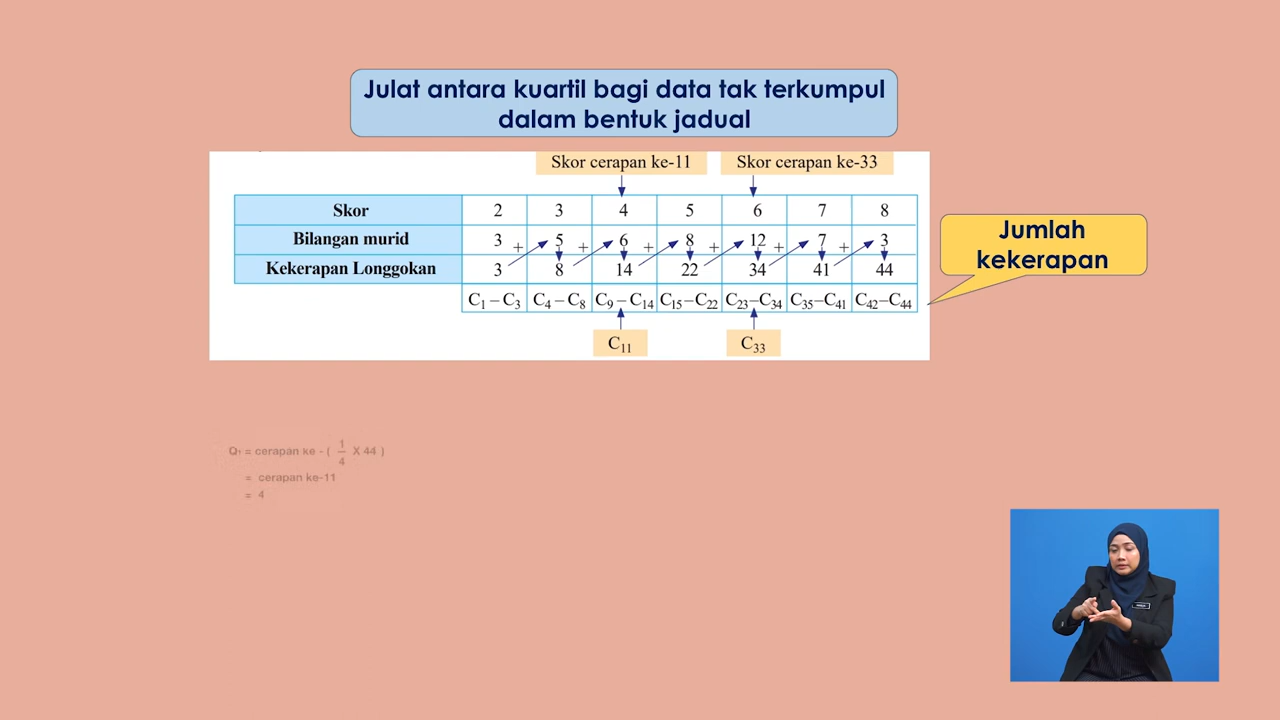 Julat antara kuartil bagi data tak terkumpul
dalam bentuk jadual
Skor cerapan ke-11 Skor cerapan ke-33
Skor 2 3 4 5 6 7 8
Bilangan murid 3 + 5 + 6 + 8 + 12 + 7 + 3
Kekerapan Longgokan 3 8 14 22 34 41 44
C₁ – C₃ C₄ – C₈ C₉ – C₁₄ C₁₅–C₂₂ C₂₃–C₃₄ C₃₅–C₄₁ C₄₂–C₄₄
C₁₁ C₃₃
Jumlah
kekerapan
Q₁ = cerapan ke - ( 1/4 X 44 )
= cerapan ke-11
= 4